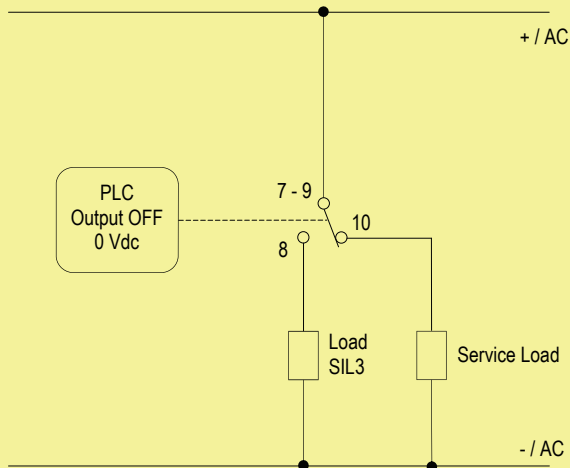 + / AC
PLC
Output OFF
0 Vdc
7 - 9
10
8
Load
SIL3
Service Load
- / AC